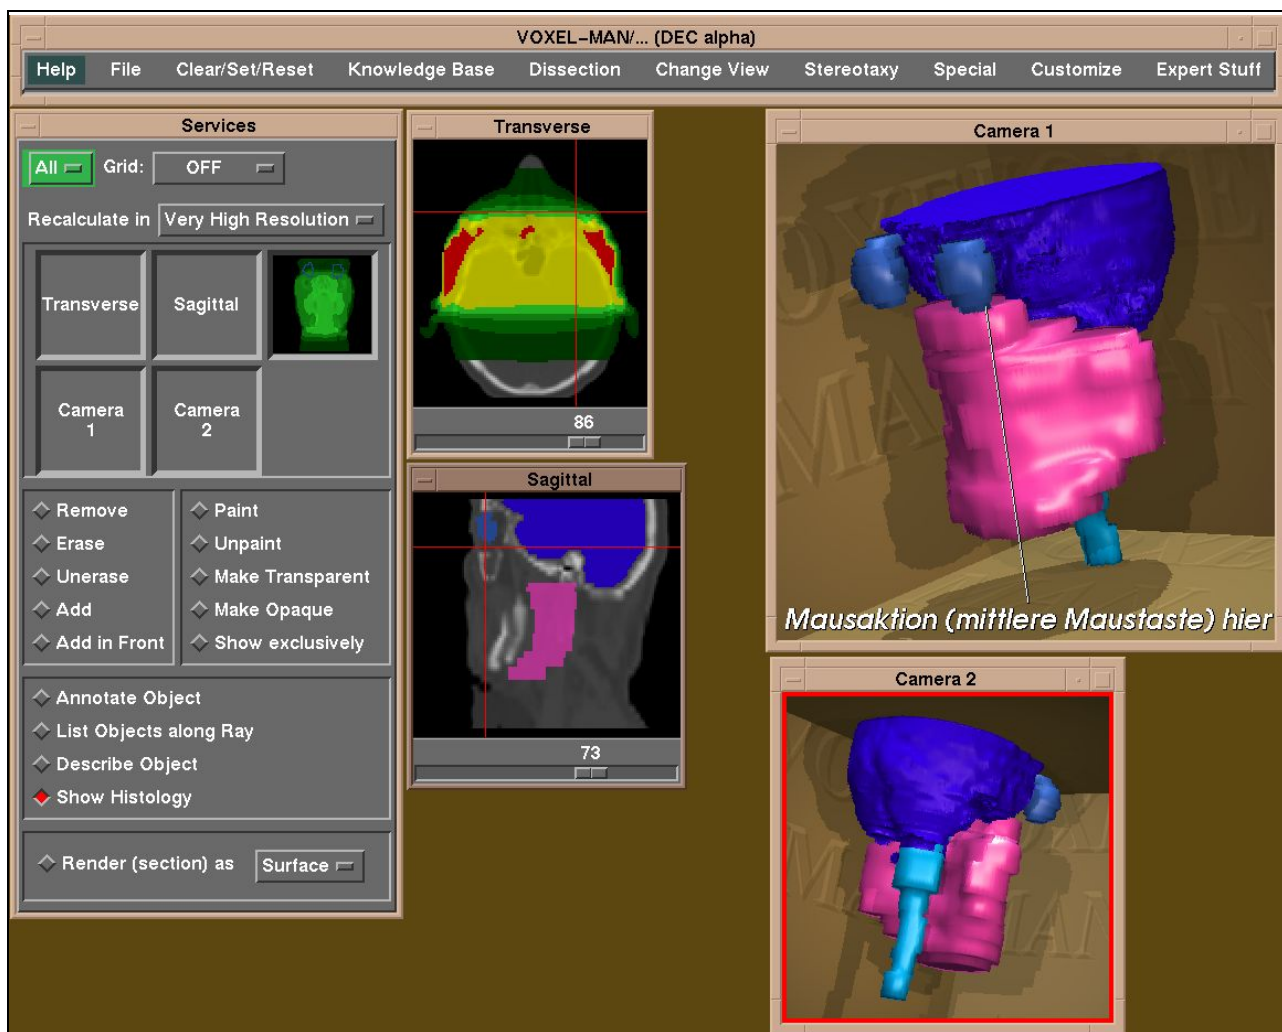 VOXEL-MAN/... (DEC alpha)
Help File Clear/Set/Reset Knowledge Base Dissection Change View Stereotaxy Special Customize Expert Stuff
Services
All Grid: OFF
Recalculate in Very High Resolution
Transverse Sagittal
Camera 1 Camera 2
Remove Paint
Erase Unpaint
Unerase Make Transparent
Add Make Opaque
Add in Front Show exclusively
Annotate Object
List Objects along Ray
Describe Object
Show Histology
Render (section) as Surface
Transverse
86
Sagittal
73
Camera 1
Mausaktion (mittlere Maustaste) hier
Camera 2